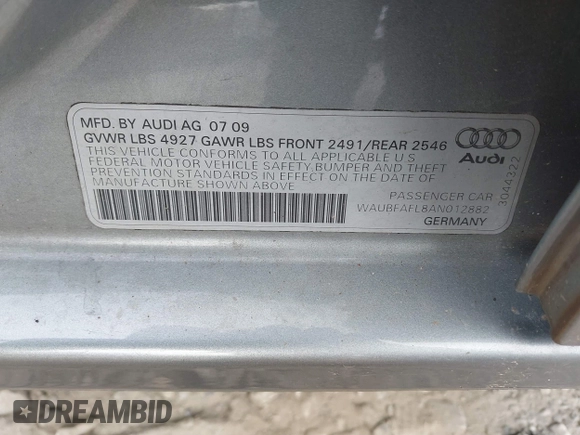 MFD. BY AUDI AG 07 09
GVWR LBS 4927 GAWR LBS FRONT 2491/REAR 2546
THIS VEHICLE CONFORMS TO ALL APPLICABLE U S
FEDERAL MOTOR VEHICLE SAFETY,BUMPER AND THEFT
PREVENTION STANDARDS IN EFFECT ON THE DATE OF
MANUFACTURE SHOWN ABOVE
Audi
PASSENGER CAR
WAUBFAFL8AN012882
GERMANY
3044322
DREAMBID